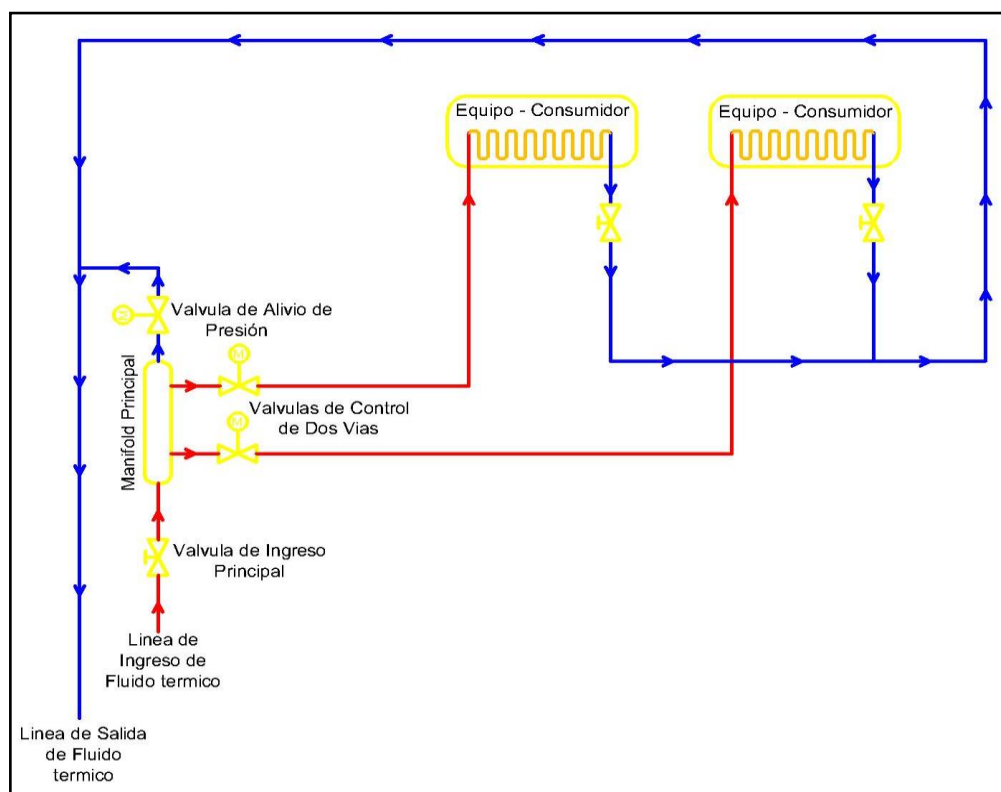 Equipo - Consumidor
Equipo - Consumidor
M
Valvula de Alivio de
Presión
M
Valvulas de Control
de Dos Vias
M
Manifold Principal
Valvula de Ingreso
Principal
Linea de
Ingreso de
Fluido termico
Linea de Salida
de Fluido
termico